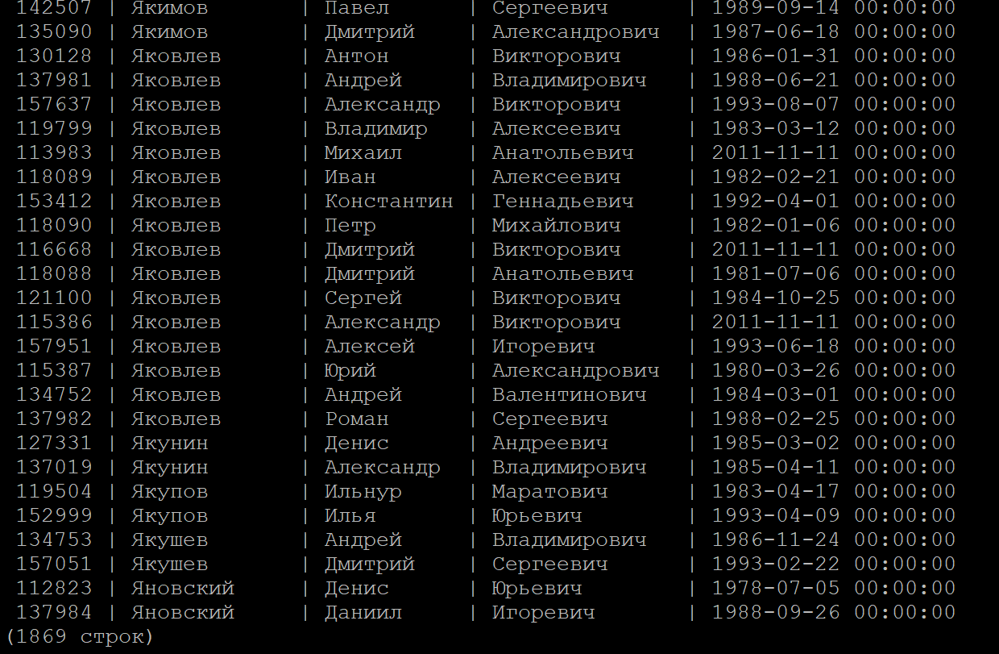 142507 | Якимов | Павел | Сергеевич | 1989-09-14 00:00:00
135090 | Якимов | Дмитрий | Александрович | 1987-06-18 00:00:00
130128 | Яковлев | Антон | Викторович | 1986-01-31 00:00:00
137981 | Яковлев | Андрей | Владимирович | 1988-06-21 00:00:00
157637 | Яковлев | Александр | Викторович | 1993-08-07 00:00:00
119799 | Яковлев | Владимир | Алексеевич | 1983-03-12 00:00:00
113983 | Яковлев | Михаил | Анатольевич | 2011-11-11 00:00:00
118089 | Яковлев | Иван | Алексеевич | 1982-02-21 00:00:00
153412 | Яковлев | Константин | Геннадьевич | 1992-04-01 00:00:00
118090 | Яковлев | Петр | Михайлович | 1982-01-06 00:00:00
116668 | Яковлев | Дмитрий | Викторович | 2011-11-11 00:00:00
118088 | Яковлев | Дмитрий | Анатольевич | 1981-07-06 00:00:00
121100 | Яковлев | Сергей | Викторович | 1984-10-25 00:00:00
115386 | Яковлев | Александр | Викторович | 2011-11-11 00:00:00
157951 | Яковлев | Алексей | Игоревич | 1993-06-18 00:00:00
115387 | Яковлев | Юрий | Александрович | 1980-03-26 00:00:00
134752 | Яковлев | Андрей | Валентинович | 1984-03-01 00:00:00
137982 | Яковлев | Роман | Сергеевич | 1988-02-25 00:00:00
127331 | Якунин | Денис | Андреевич | 1985-03-02 00:00:00
137019 | Якунин | Александр | Владимирович | 1985-04-11 00:00:00
119504 | Якупов | Ильнур | Маратович | 1983-04-17 00:00:00
152999 | Якупов | Илья | Юрьевич | 1993-04-09 00:00:00
134753 | Якушев | Андрей | Владимирович | 1986-11-24 00:00:00
157051 | Якушев | Дмитрий | Сергеевич | 1993-02-22 00:00:00
112823 | Яновский | Денис | Юрьевич | 1978-07-05 00:00:00
137984 | Яновский | Даниил | Игоревич | 1988-09-26 00:00:00
(1869 строк)